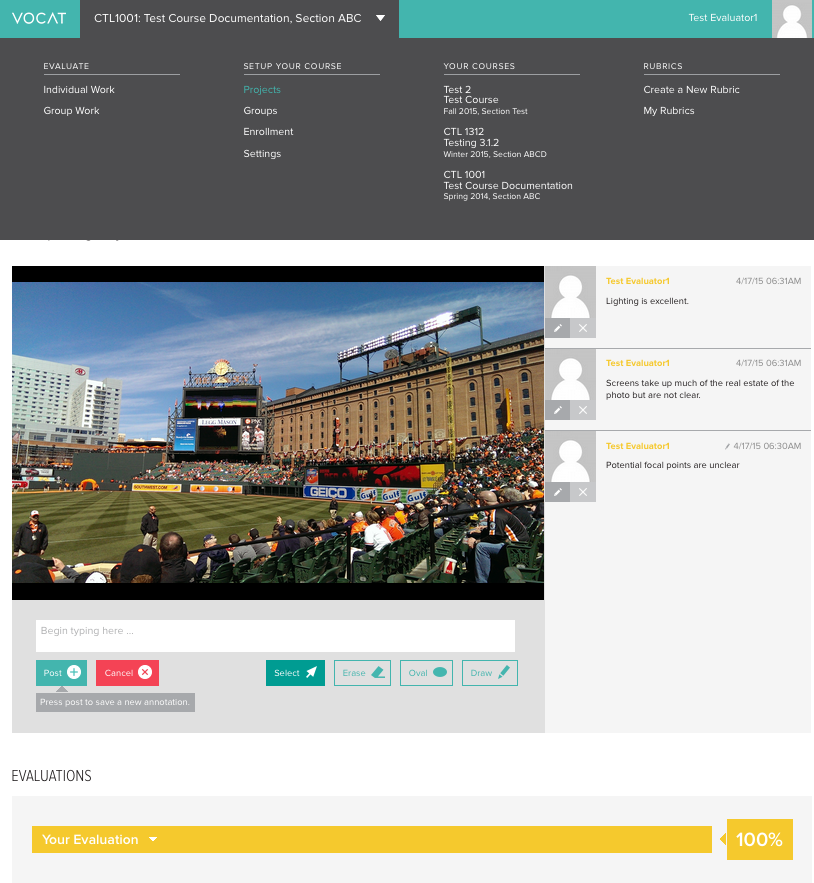 VOCAT
CTL1001: Test Course Documentation, Section ABC
Test Evaluator1
EVALUATE
Individual Work
Group Work
SETUP YOUR COURSE
Projects
Groups
Enrollment
Settings
YOUR COURSES
Test 2
Test Course
Fall 2015, Section Test
CTL 1312
Testing 3.1.2
Winter 2015, Section ABCD
CTL 1001
Test Course Documentation
Spring 2014, Section ABC
RUBRICS
Create a New Rubric
My Rubrics
LEGG MASON
SOUTHWEST.COM
GEICO
Gulf
Gulf
Gulf
Test Evaluator1
4/17/15 06:31AM
Lighting is excellent.
Test Evaluator1
4/17/15 06:31AM
Screens take up much of the real estate of the
photo but are not clear.
Test Evaluator1
4/17/15 06:30AM
Potential focal points are unclear
Begin typing here ...
Post
Cancel
Select
Erase
Oval
Draw
Press post to save a new annotation.
EVALUATIONS
Your Evaluation
100%